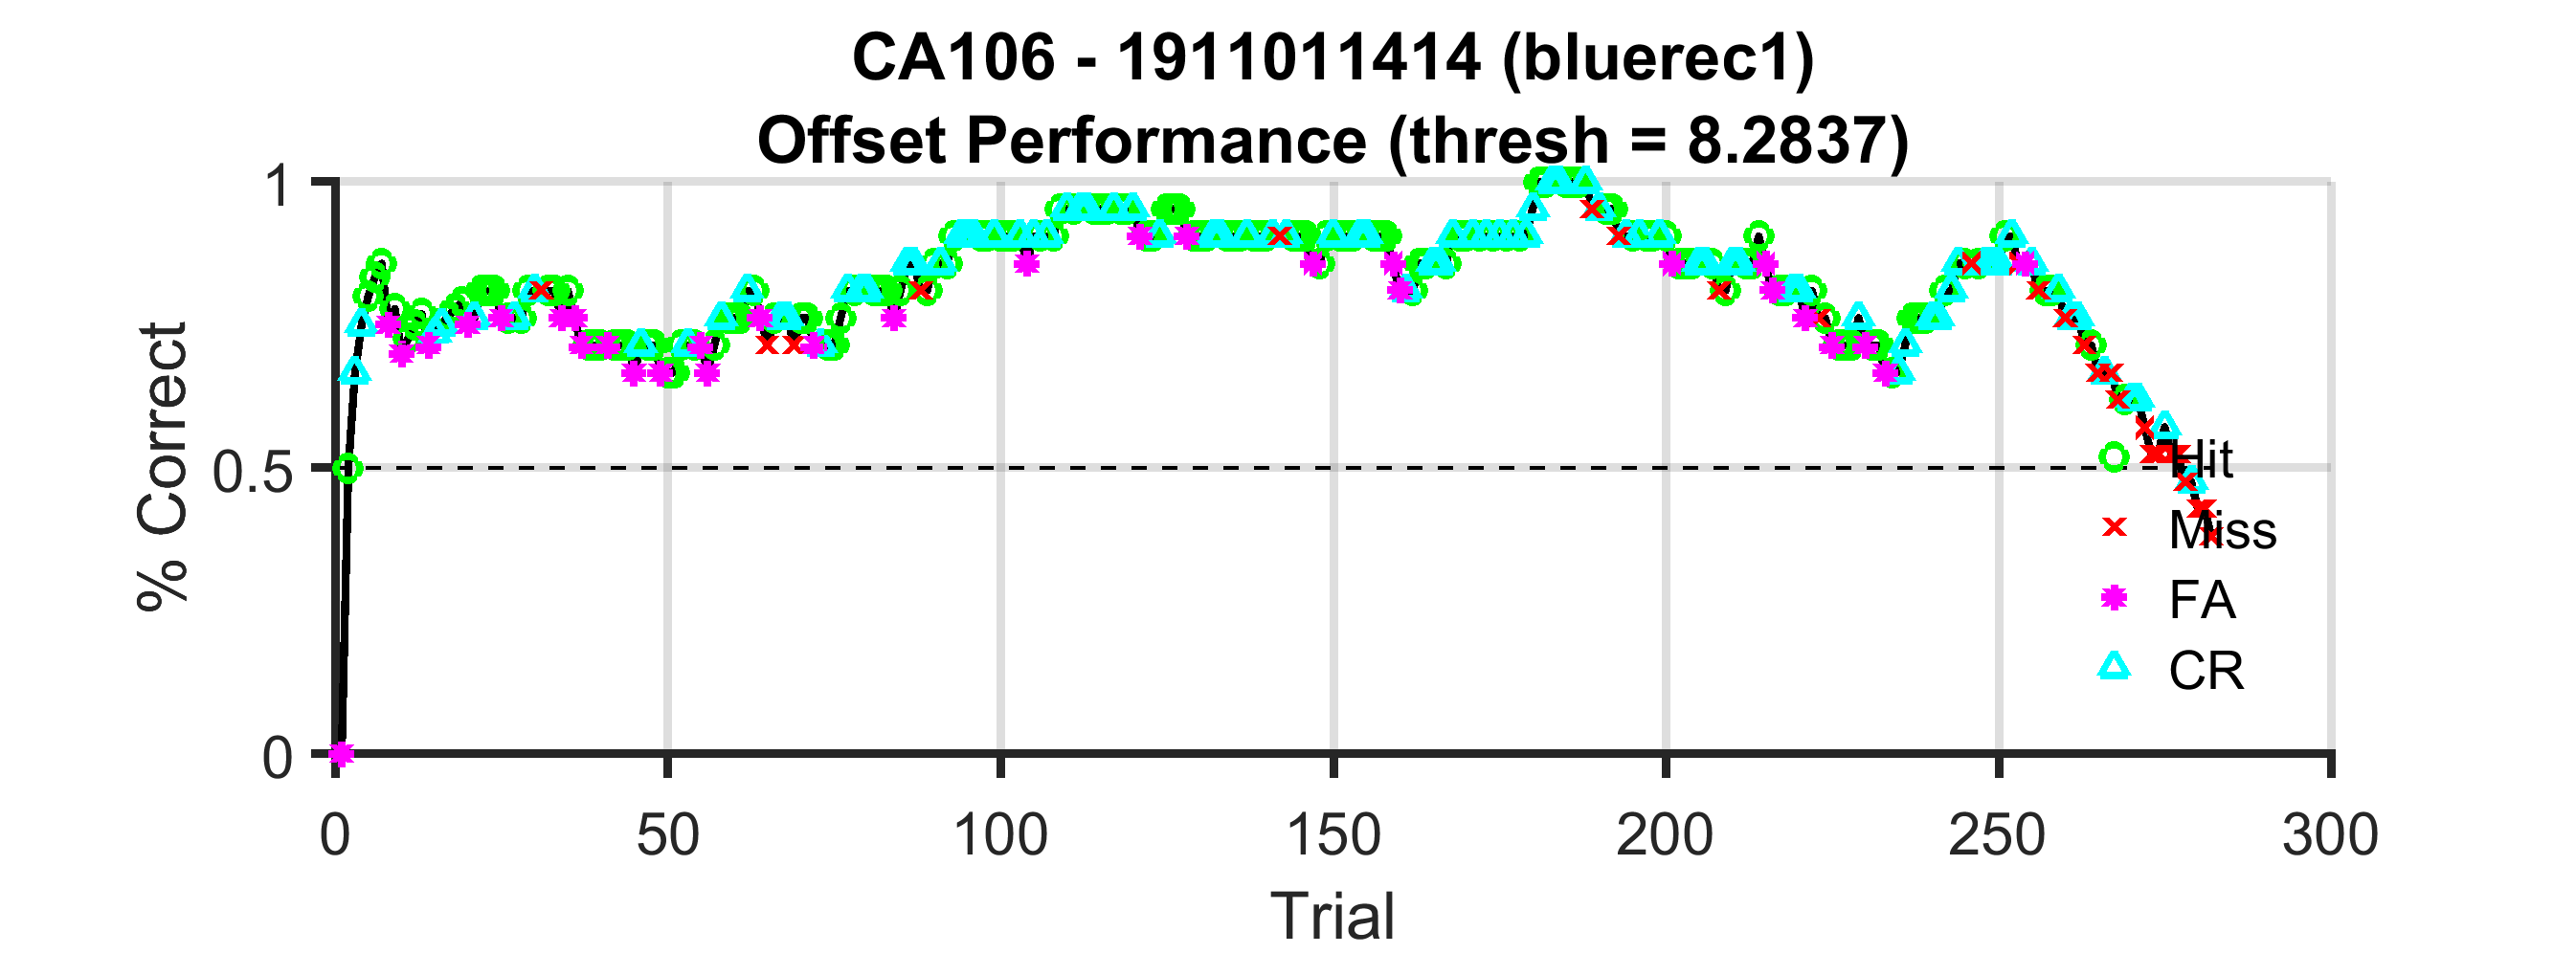 CA106 - 1911011414 (bluerec1)
Offset Performance (thresh = 8.2837)
1
0.5
0
% Correct
Hit
Miss
FA
CR
0 50 100 150 200 250 300
Trial